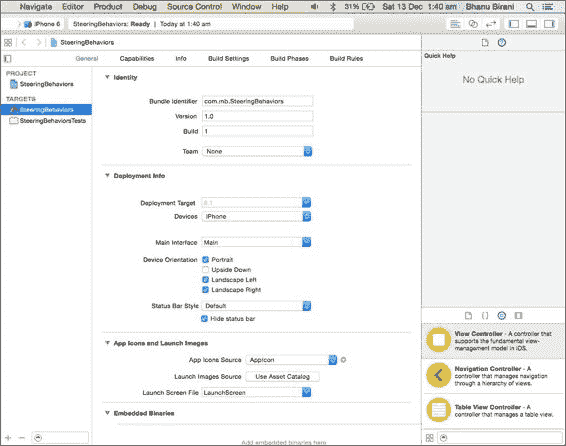 Navigate Editor Product Debug Source Control Window Help 31% Sat 13 Dec 1:40 am Bhanu Birani
iPhone 6 SteeringBehaviors: Ready | Today at 1:40 am
SteeringBehaviors
General Capabilities Info Build Settings Build Phases Build Rules
PROJECT
SteeringBehaviors
TARGETS
SteeringBehaviors
SteeringBehaviorsTests
Identity
Bundle Identifier com.mb.SteeringBehaviors
Version 1.0
Build 1
Team None
Deployment Info
Deployment Target 8.1
Devices iPhone
Main Interface Main
Device Orientation Portrait
Upside Down
Landscape Left
Landscape Right
Status Bar Style Default
Hide status bar
App Icons and Launch Images
App Icons Source AppIcon
Launch Images Source Use Asset Catalog
Launch Screen File LaunchScreen
Embedded Binaries
Add embedded binaries here
Quick Help
No Quick Help
View Controller - A controller that
supports the fundamental view-
management model in iOS.
Navigation Controller - A
controller that manages navigation
through a hierarchy of views.
Table View Controller - A
controller that manages a table view.